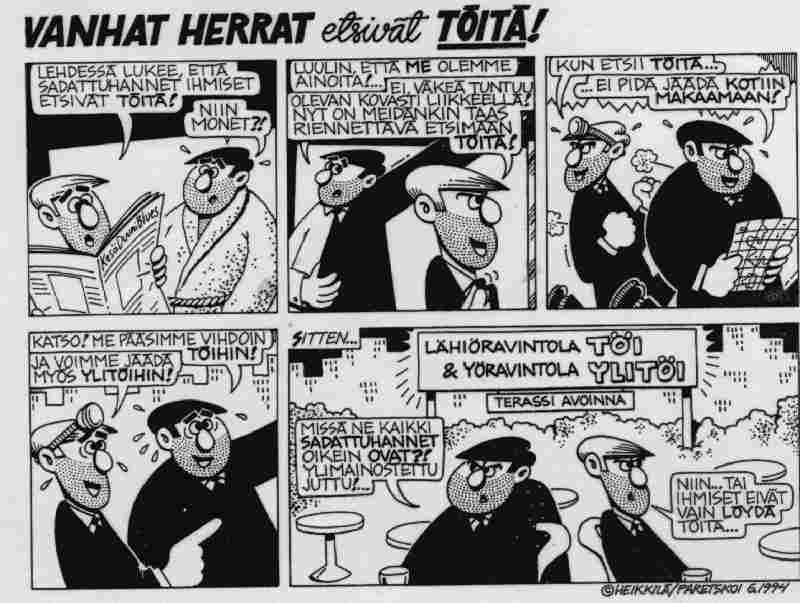 VANHAT HERRAT etsivät TÖITÄ!
LEHDESSÄ LUKEE, ETTÄ
SADATTUHANNET IHMISET
ETSIVÄT TÖITÄ!
NIIN
MONET?!
KesäDuuniBlues
LUULIN, ETTÄ ME OLEMME
AINOITA!...
EI, VÄKEÄ TUNTUU
OLEVAN KOVASTI LIIKKEELLÄ!
NYT ON MEIDÄNKIN TAAS
RIENNETTÄVÄ ETSIMÄÄN
TÖITÄ!
KUN ETSII TÖITÄ...
...EI PIDÄ JÄÄDÄ KOTIIN
MAKAAMAAN!
KATSO! ME PÄÄSIMME VIHDOIN
TÖIHIN!
JA VOIMME JÄÄDÄ
MYÖS YLITÖIHIN!
SITTEN...
LÄHIÖRAVINTOLA TÖI
& YÖRAVINTOLA YLITÖI
TERASSI AVOINNA
MISSÄ NE KAIKKI
SADATTUHANNET
OIKEIN OVAT?!
YLIMAINOSTETTU
JUTTU!...
NIIN... TAI
IHMISET EIVÄT
VAIN LÖYDÄ
TÖITÄ...
©HEIKKILÄ/PARETSKOI 6.1994